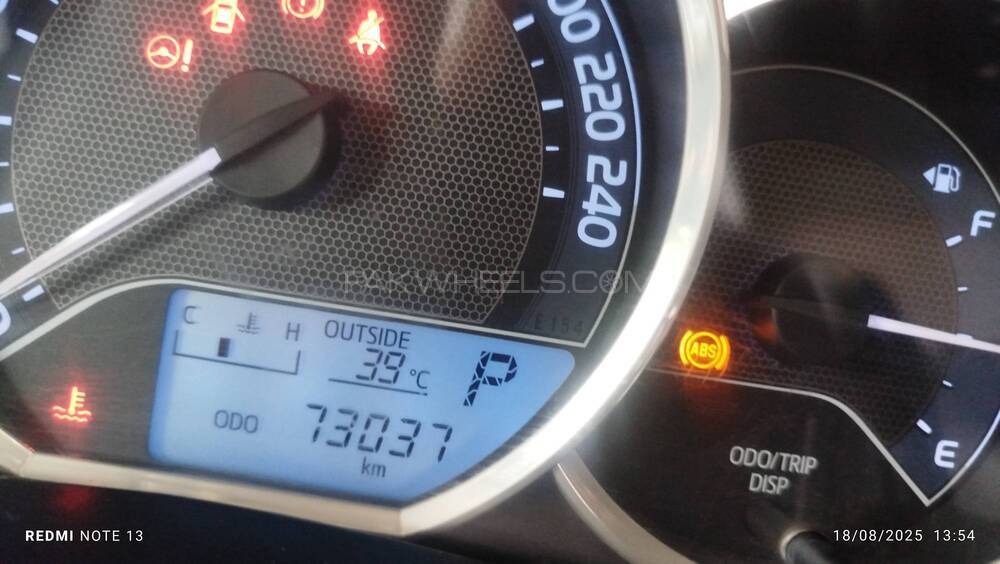 00 220 240
F
PAKWHEELS.COM
E154
C H OUTSIDE
39 °C
P
ABS
ODO 73037
km
E
ODO/TRIP
DISP
REDMI NOTE 13
18/08/2025 13:54